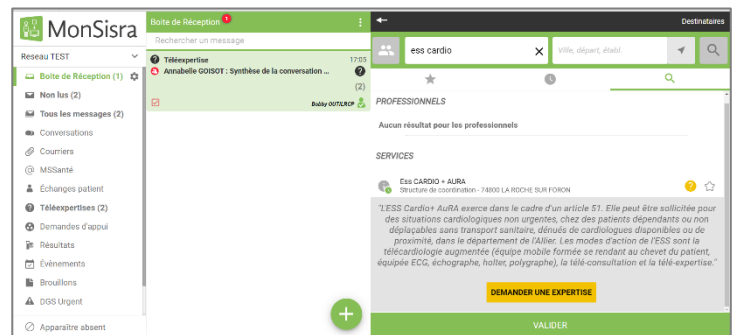 MonSisra
Reseau TEST
Boite de Réception (1)
Non lus (2)
Tous les messages (2)
Conversations
Courriers
MSSanté
Échanges patient
Téléexpertises (2)
Demandes d'appui
Résultats
Évènements
Brouillons
DGS Urgent
Apparaître absent
Boite de Réception 1
Rechercher un message
Téléexpertise 17:05
Annabelle GOISOT : Synthèse de la conversation ...
(2)
Bobby OUTILRCP
Destinataires
ess cardio
Ville, départ, établ.
PROFESSIONNELS
Aucun résultat pour les professionnels
SERVICES
Ess CARDIO + AURA
Structure de coordination - 74800 LA ROCHE SUR FORON
"L'ESS Cardio+ AuRA exerce dans le cadre d'un article 51. Elle peut être sollicitée pour
des situations cardiologiques non urgentes, chez des patients dépendants ou non
déplaçables sans transport sanitaire, dénués de cardiologues disponibles ou de
proximité, dans le département de l'Allier. Les modes d'action de l'ESS sont la
télécardiologie augmentée (équipe mobile formée se rendant au chevet du patient,
équipée ECG, échographe, holter, polygraphe), la télé-consultation et la télé-expertise."
DEMANDER UNE EXPERTISE
VALIDER